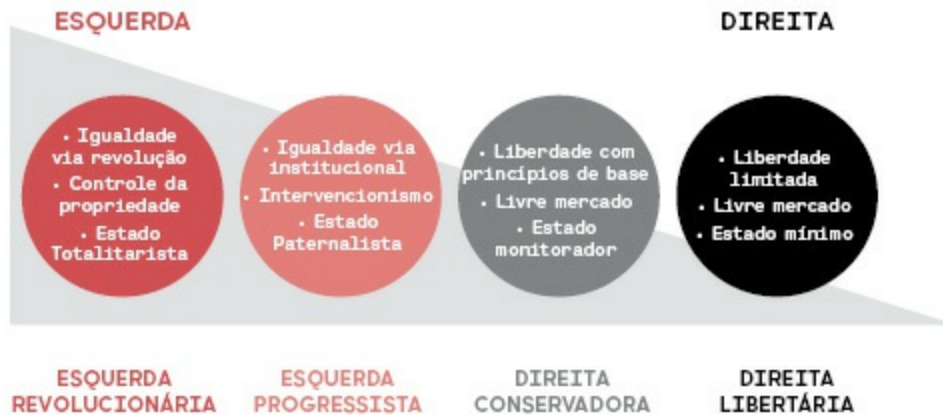 ESQUERDA
DIREITA
• Igualdade
via revolução
• Controle da
propriedade
• Estado
Totalitarista
• Igualdade via
institucional
• Intervencionismo
• Estado
Paternalista
• Liberdade com
princípios de base
• Livre mercado
• Estado
monitorador
• Liberdade
limitada
• Livre mercado
• Estado mínimo
ESQUERDA
REVOLUCIONÁRIA
ESQUERDA
PROGRESSISTA
DIREITA
CONSERVADORA
DIREITA
LIBERTÁRIA